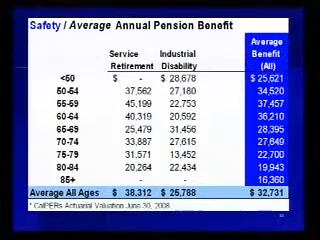 Safety / Average Annual Pension Benefit
Average
Service Industrial Benefit
Retirement Disability (All)
<50 $ - $ 28,678 $ 25,621
50-54 37,562 27,180 34,520
55-59 45,199 22,753 37,457
60-64 40,319 20,592 36,210
65-69 25,479 31,456 28,395
70-74 33,887 27,615 27,649
75-79 31,571 13,452 22,700
80-84 20,264 22,434 19,943
85+ - - 16,360
Average All Ages $ 38,312 $ 25,788 $ 32,731
* CalPERs Actuarial Valuation June 30, 2008